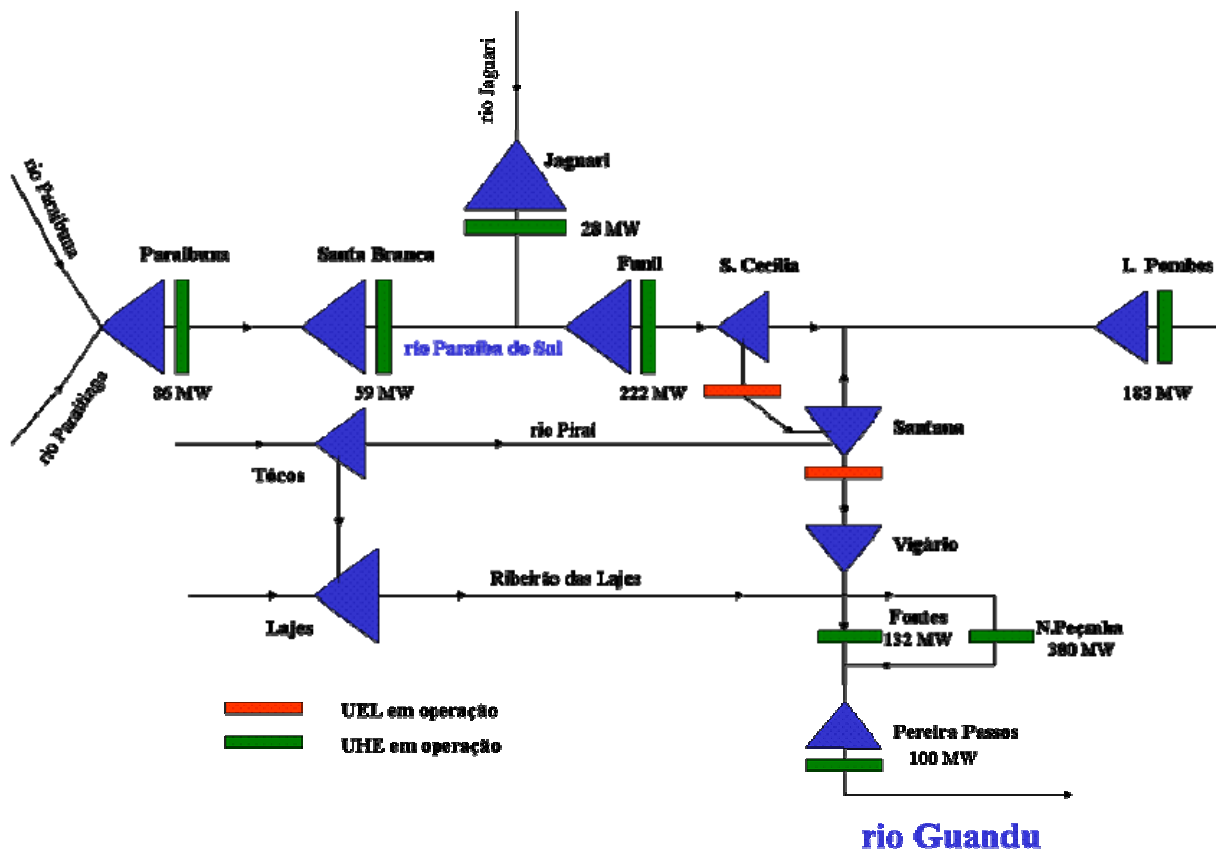 rio Jaguari
Jaguari
28 MW
rio Paraibuna
Paraibuna
Santa Branca
Funil
S. Cecília
I. Pombos
rio Paraíba do Sul
86 MW
59 MW
222 MW
183 MW
rio Paraitinga
rio Piraí
Santana
Tócos
Vigário
Ribeirão das Lajes
Lajes
Fontes
132 MW
N.Peçanha
380 MW
UEL em operação
UHE em operação
Pereira Passos
100 MW
rio Guandu